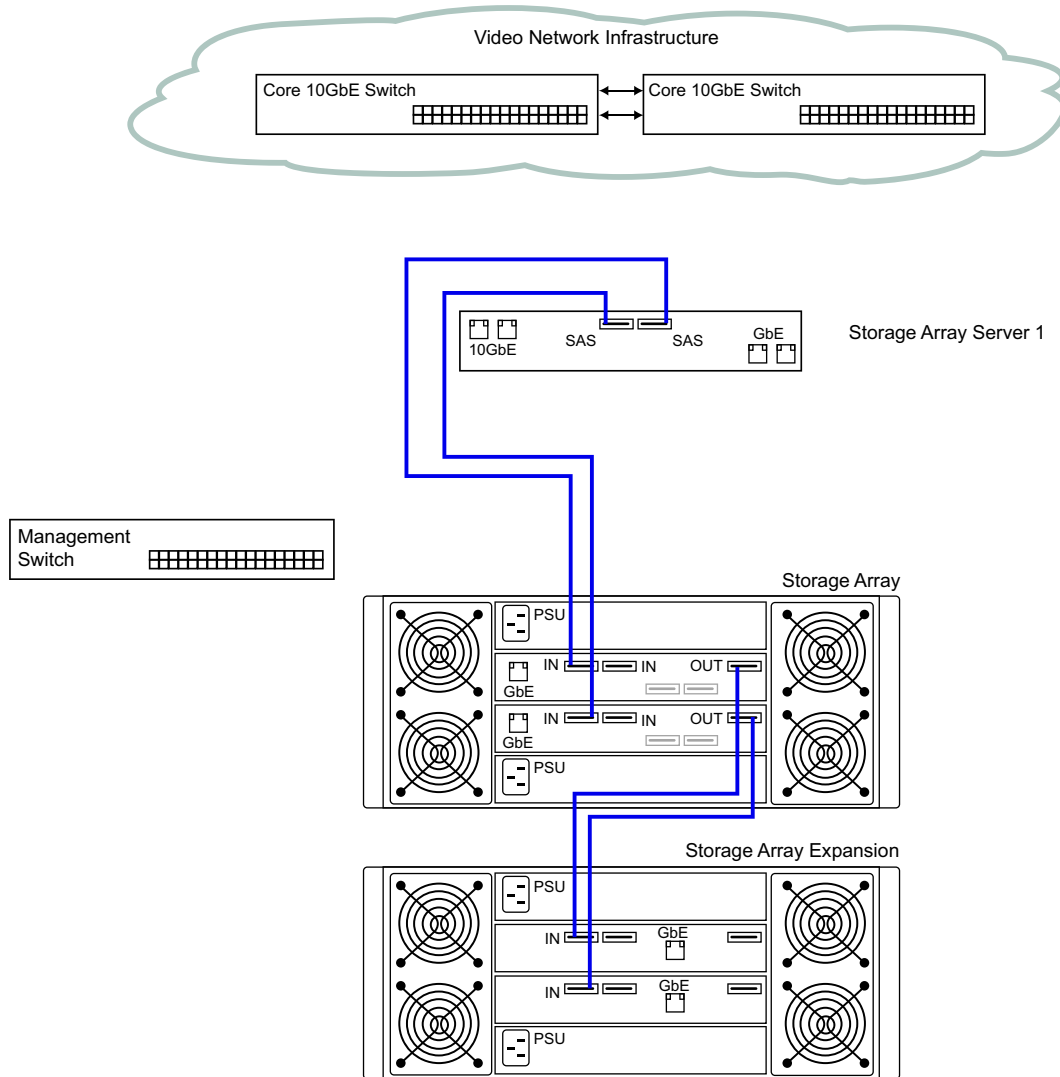 Video Network Infrastructure
Core 10GbE Switch
Core 10GbE Switch
10GbE
SAS
SAS
GbE
Storage Array Server 1
Management
Switch
Storage Array
PSU
IN
IN
OUT
GbE
IN
IN
OUT
GbE
PSU
Storage Array Expansion
PSU
IN
GbE
IN
GbE
PSU